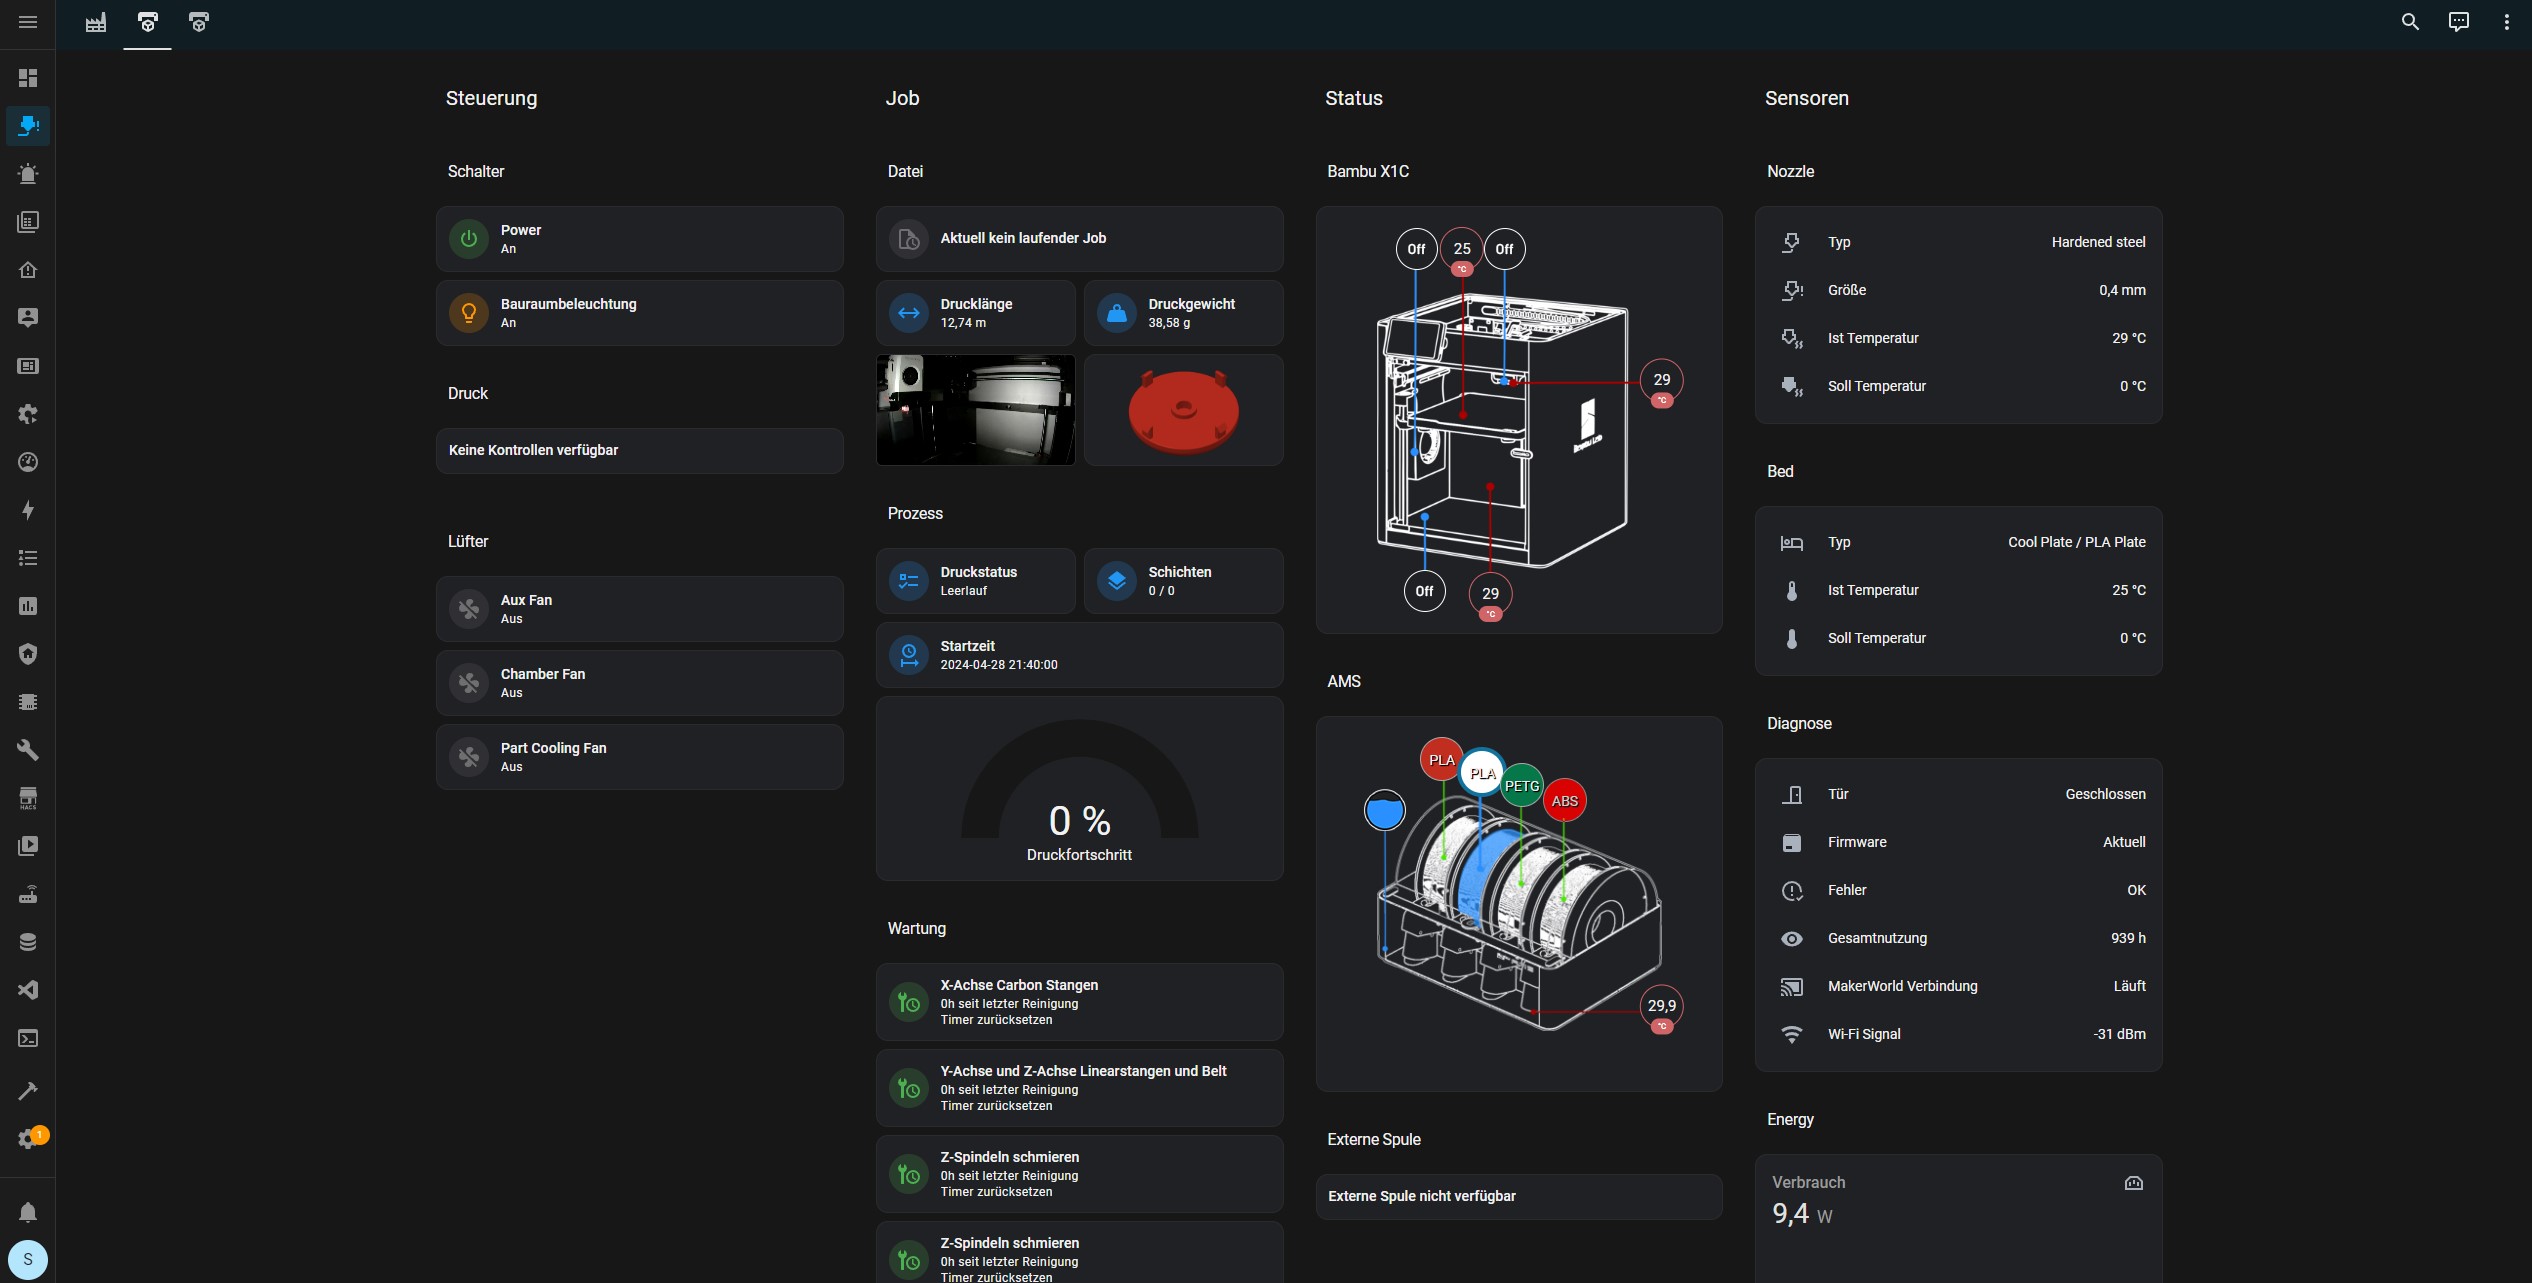 Steuerung
Schalter
Power
An
Bauraumbeleuchtung
An
Druck
Keine Kontrollen verfügbar
Lüfter
Aux Fan
Aus
Chamber Fan
Aus
Part Cooling Fan
Aus
HACS
1
S
Job
Datei
Aktuell kein laufender Job
Drucklänge
12,74 m
Druckgewicht
38,58 g
Prozess
Druckstatus
Leerlauf
Schichten
0 / 0
Startzeit
2024-04-28 21:40:00
0 %
Druckfortschritt
Wartung
X-Achse Carbon Stangen
0h seit letzter Reinigung
Timer zurücksetzen
Y-Achse und Z-Achse Linearstangen und Belt
0h seit letzter Reinigung
Timer zurücksetzen
Z-Spindeln schmieren
0h seit letzter Reinigung
Timer zurücksetzen
Z-Spindeln schmieren
0h seit letzter Reinigung
Timer zurücksetzen
Status
Bambu X1C
Off
25
°C
Off
29
°C
Bambu Lab
Off
29
°C
AMS
PLA
PLA
PETG
ABS
29,9
°C
Externe Spule
Externe Spule nicht verfügbar
Sensoren
Nozzle
Typ Hardened steel
Größe 0,4 mm
Ist Temperatur 29 °C
Soll Temperatur 0 °C
Bed
Typ Cool Plate / PLA Plate
Ist Temperatur 25 °C
Soll Temperatur 0 °C
Diagnose
Tür Geschlossen
Firmware Aktuell
Fehler OK
Gesamtnutzung 939 h
MakerWorld Verbindung Läuft
Wi-Fi Signal -31 dBm
Energy
Verbrauch
9,4 W